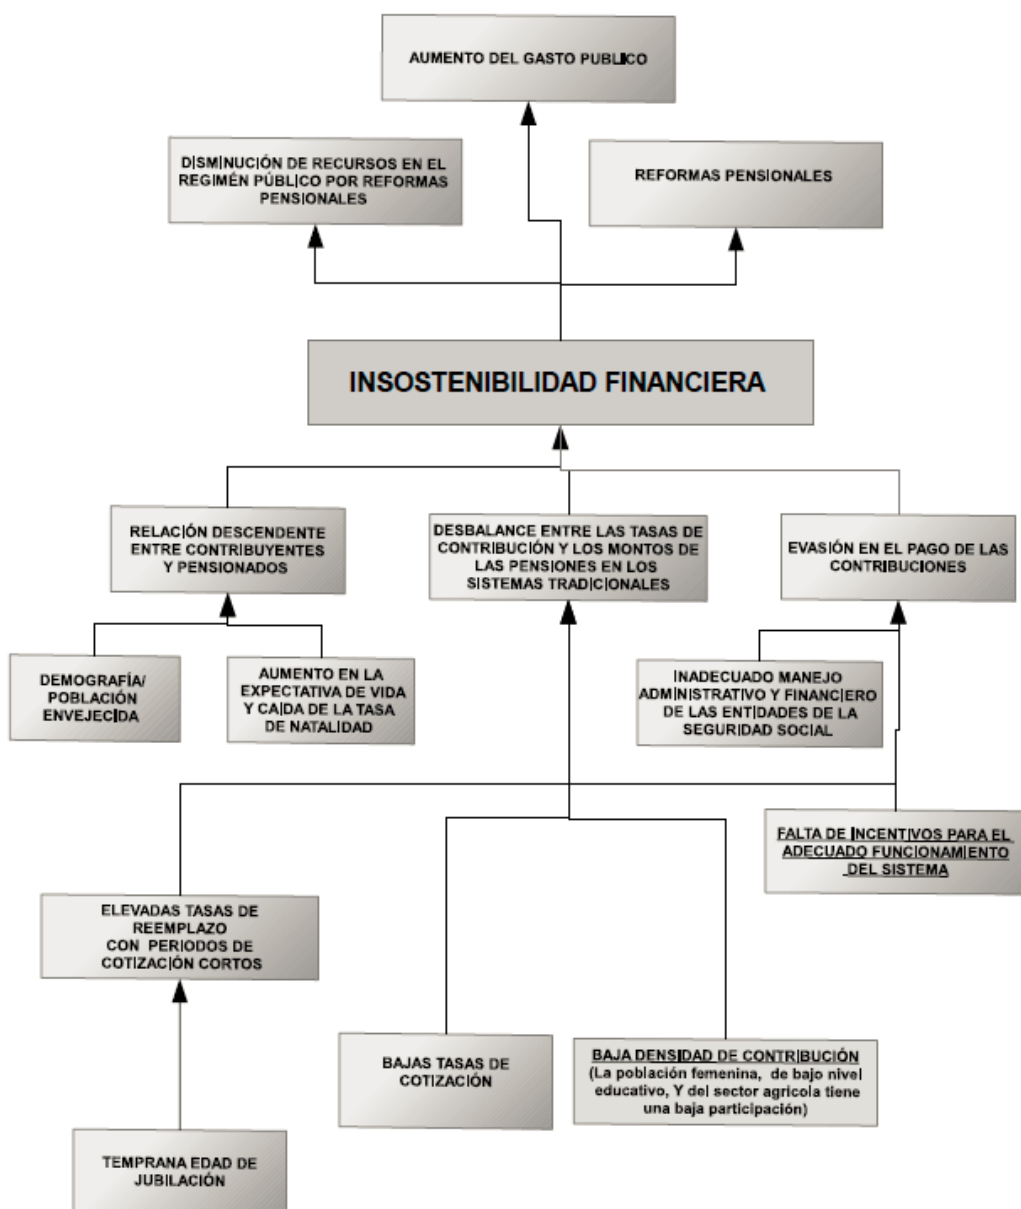 AUMENTO DEL GASTO PUBLICO
DISMINUCIÓN DE RECURSOS EN EL
REGIMÉN PÚBLICO POR REFORMAS
PENSIONALES
REFORMAS PENSIONALES
INSOSTENIBILIDAD FINANCIERA
RELACIÓN DESCENDENTE
ENTRE CONTRIBUYENTES
Y PENSIONADOS
DESBALANCE ENTRE LAS TASAS DE
CONTRIBUCIÓN Y LOS MONTOS DE
LAS PENSIONES EN LOS
SISTEMAS TRADICIONALES
EVASIÓN EN EL PAGO DE LAS
CONTRIBUCIONES
DEMOGRAFÍA/
POBLACIÓN
ENVEJECIDA
AUMENTO EN LA
EXPECTATIVA DE VIDA
Y CAÍDA DE LA TASA
DE NATALIDAD
INADECUADO MANEJO
ADMINISTRATIVO Y FINANCIERO
DE LAS ENTIDADES DE LA
SEGURIDAD SOCIAL
FALTA DE INCENTIVOS PARA EL
ADECUADO FUNCIONAMIENTO
DEL SISTEMA
ELEVADAS TASAS DE
REEMPLAZO
CON PERIODOS DE
COTIZACIÓN CORTOS
BAJAS TASAS DE
COTIZACIÓN
BAJA DENSIDAD DE CONTRIBUCIÓN
(La población femenina, de bajo nivel
educativo, Y del sector agricola tiene
una baja participación)
TEMPRANA EDAD DE
JUBILACIÓN